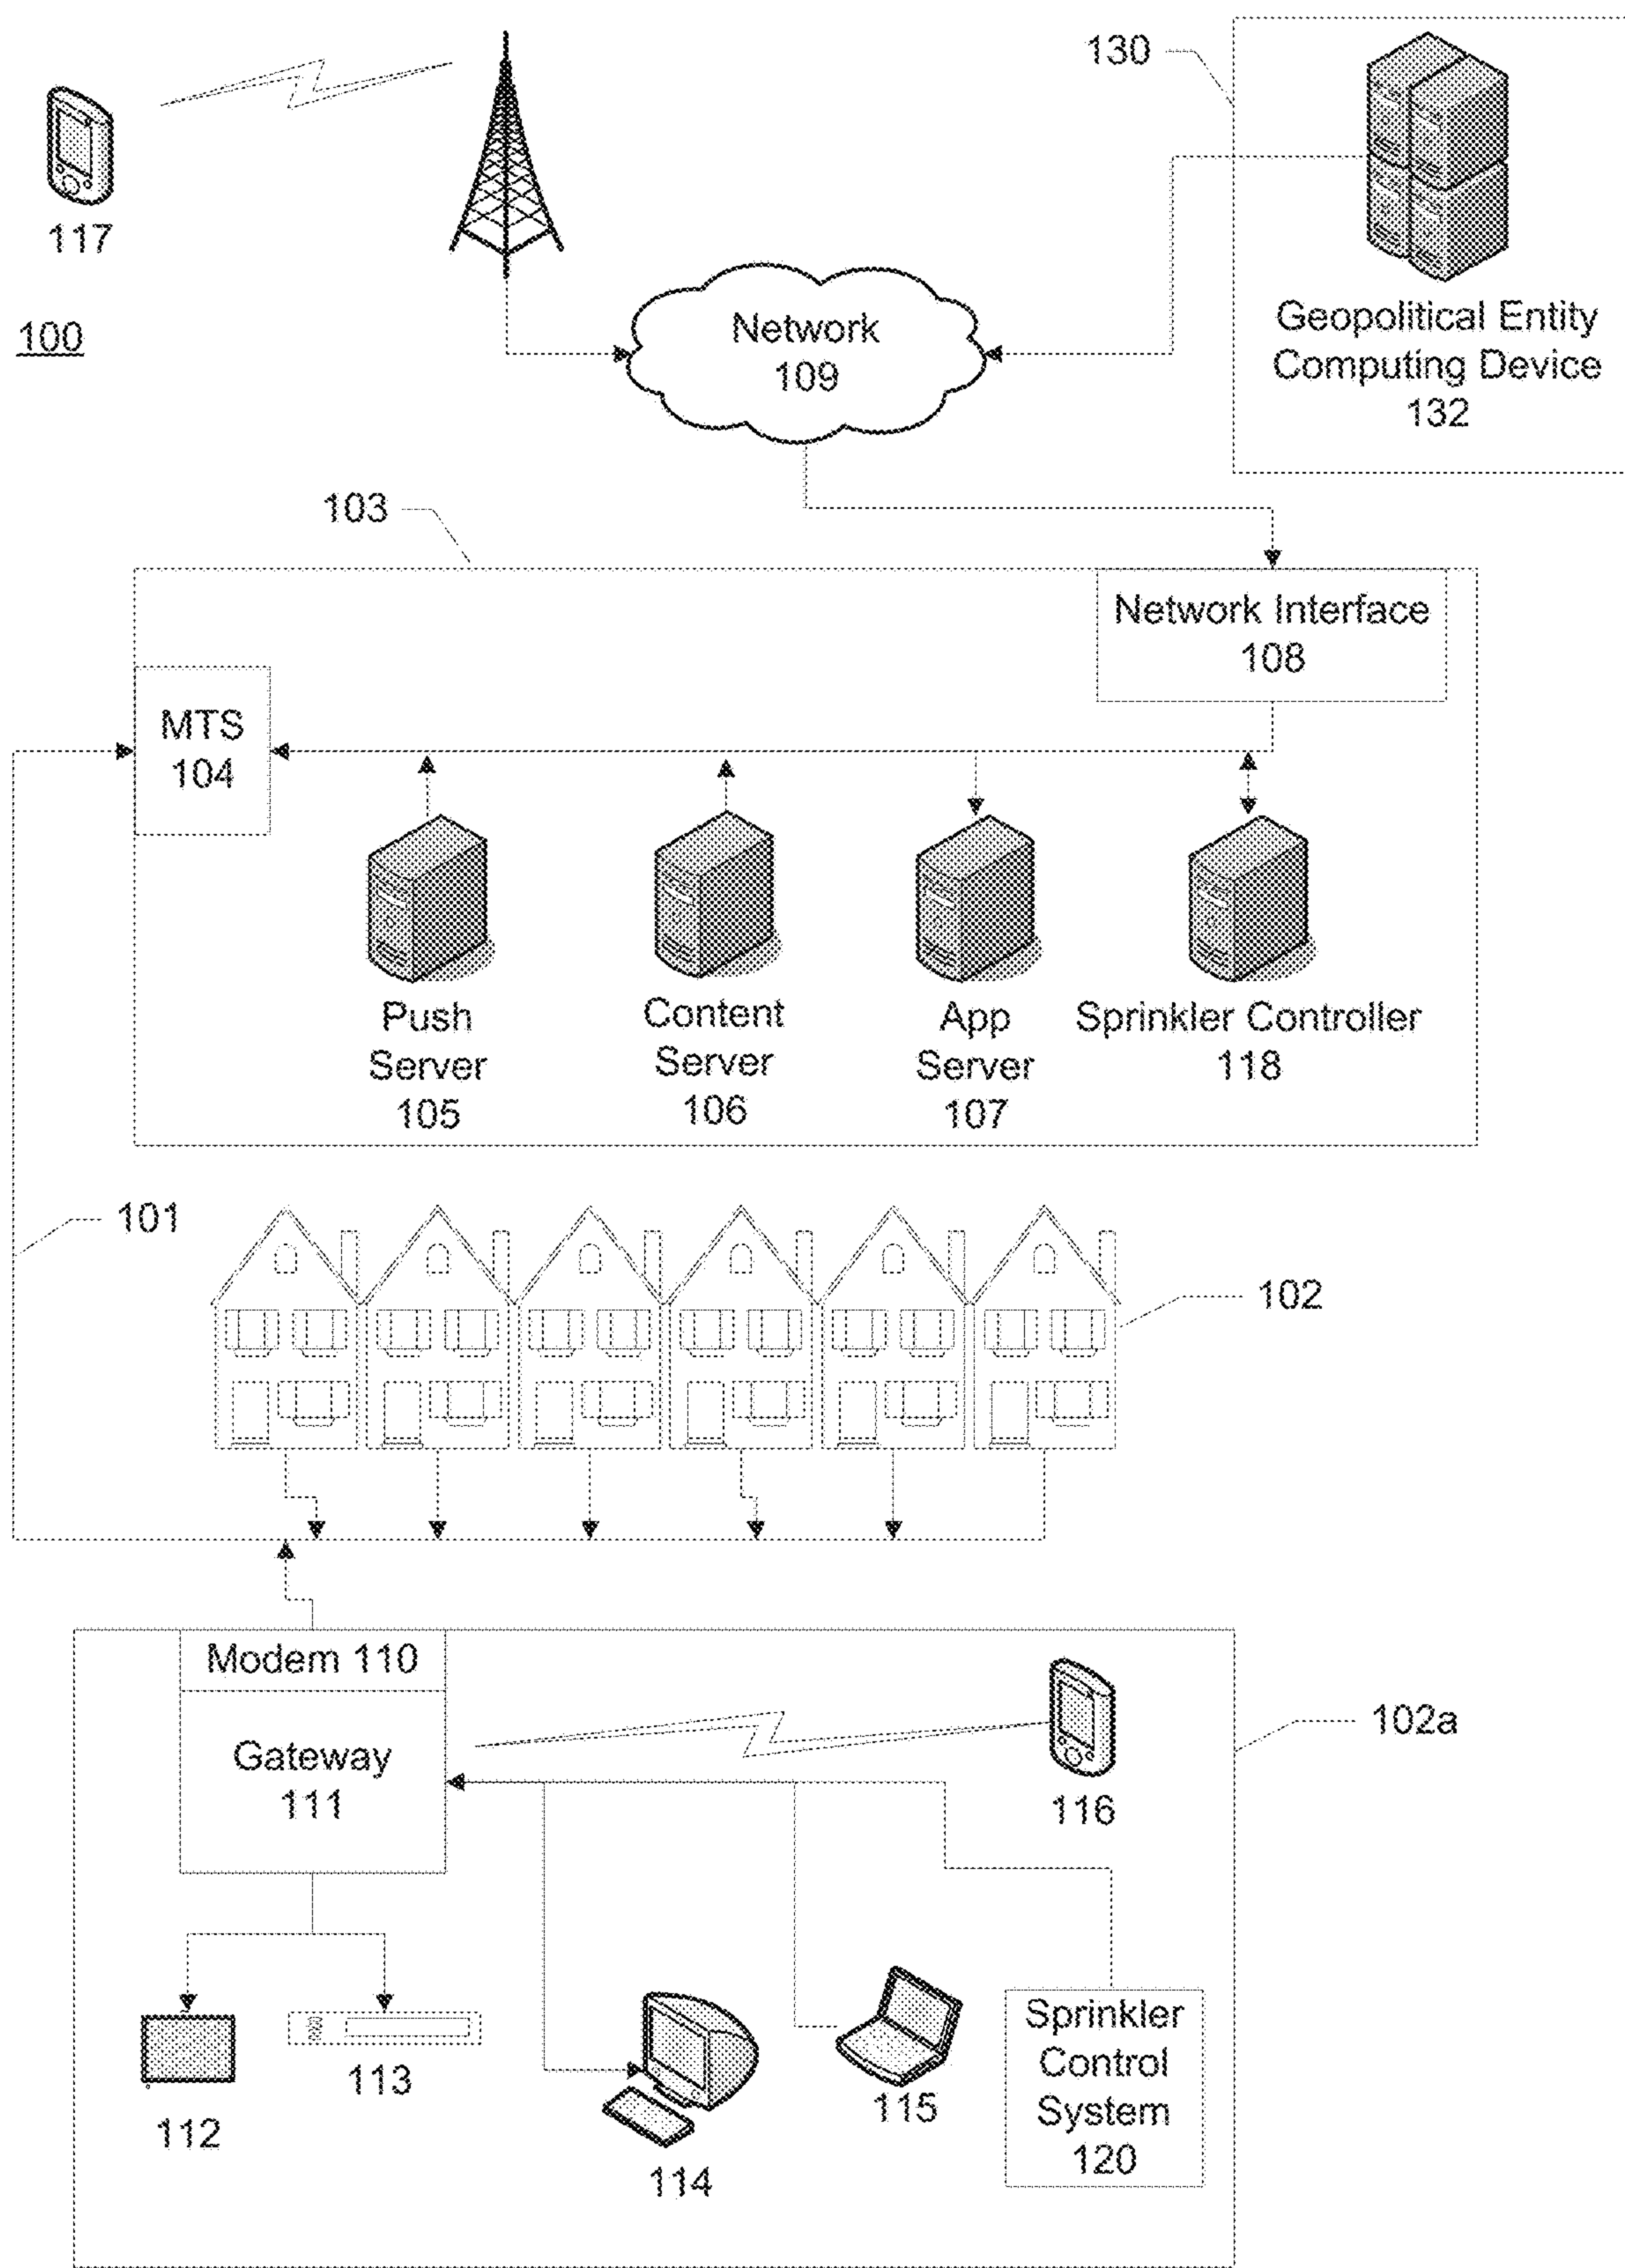 130
117
100
Network
109
Geopolitical Entity
Computing Device
132
103
Network Interface
108
MTS
104
Push
Server
105
Content
Server
106
App
Server
107
Sprinkler Controller
118
101
102
Modem 110
Gateway
111
116
102a
112
113
114
115
Sprinkler
Control
System
120